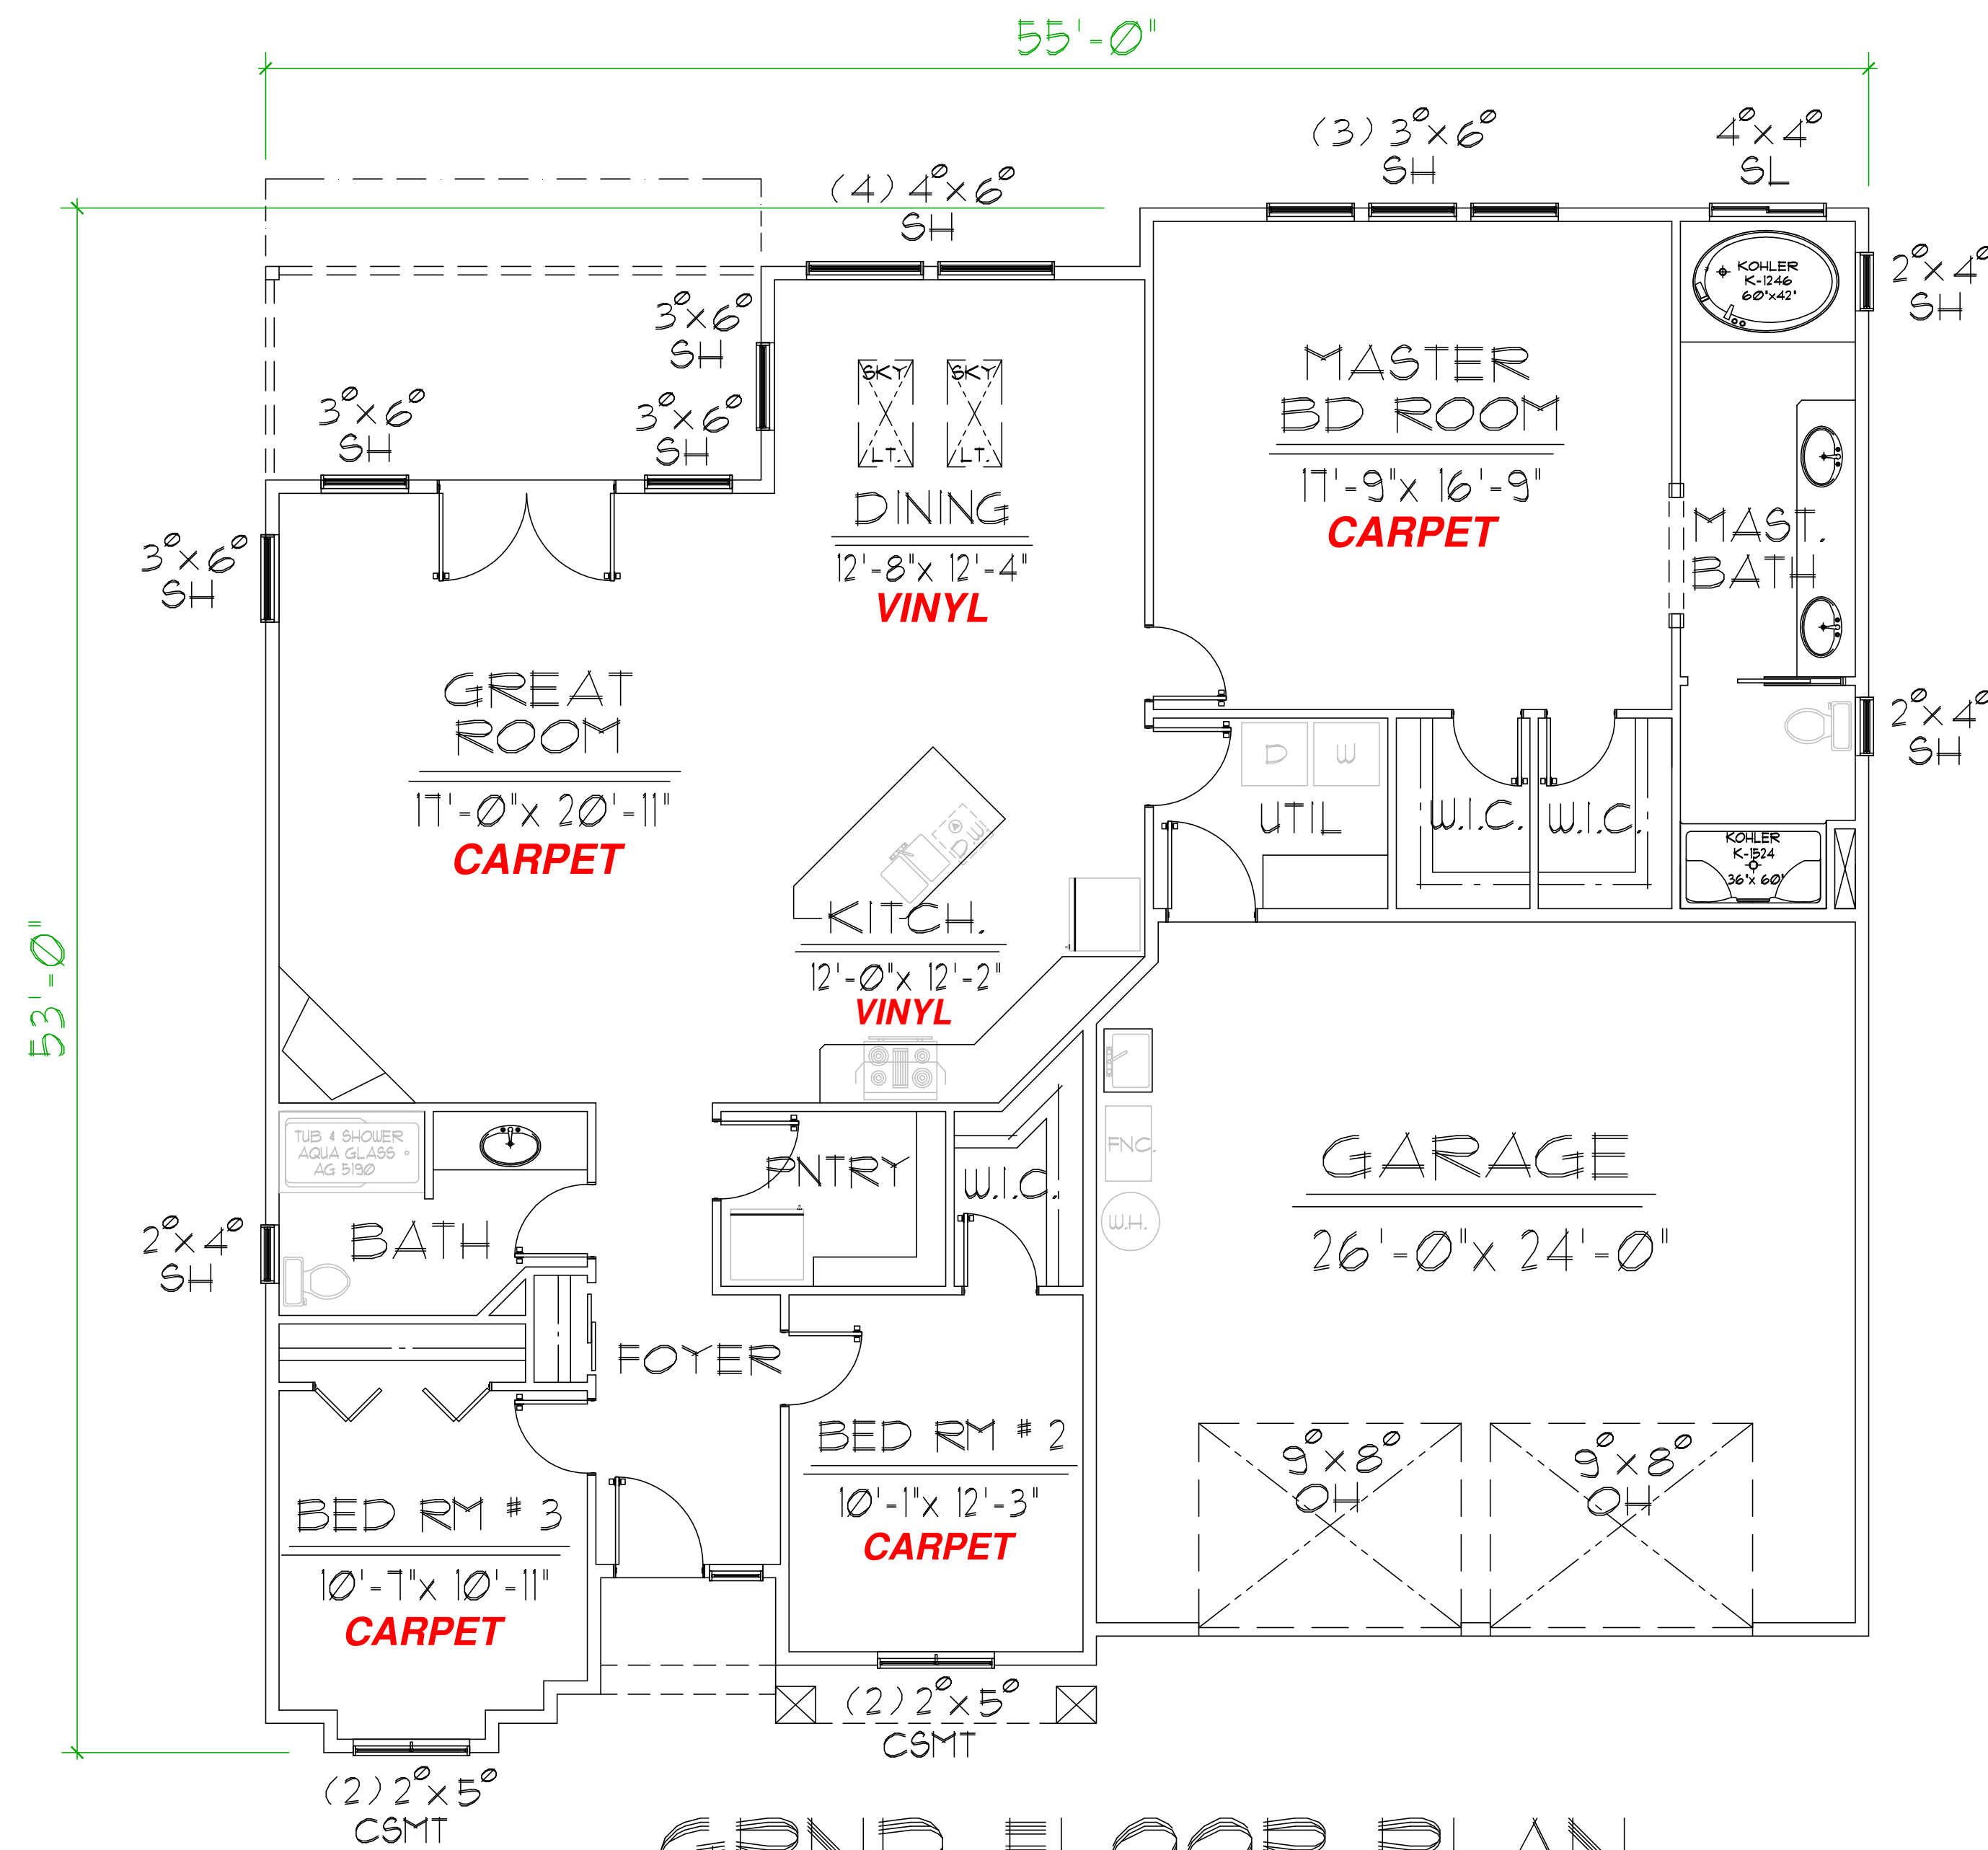 55'-0"
(3) 3⁰x6⁰
SH
4⁰x4⁰
SL
(4) 4⁰x6⁰
SH
2⁰x4⁰
SH
KOHLER
K-1246
60"x42"
3⁰x6⁰
SH
3⁰x6⁰
SH
3⁰x6⁰
SH
SKY
LT.
SKY
LT.
MASTER
BD ROOM
17'-9"x 16'-9"
CARPET
DINING
12'-8"x 12'-4"
VINYL
MAST.
BATH
3⁰x6⁰
SH
GREAT
ROOM
17'-0"x 20'-11"
CARPET
2⁰x4⁰
SH
D
W
UTIL
W.I.C.
W.I.C.
KOHLER
K-1524
36"x 60"
D.W.
KITCH.
12'-0"x 12'-2"
VINYL
53'-0"
TUB & SHOWER
AQUA GLASS
AG 5190
BATH
PNTRY
W.I.C.
FNC.
W.H.
GARAGE
26'-0"x 24'-0"
2⁰x4⁰
SH
FOYER
BED RM # 2
10'-1"x 12'-3"
CARPET
9⁰x8⁰
OH
9⁰x8⁰
OH
BED RM # 3
10'-7"x 10'-11"
CARPET
(2) 2⁰x5⁰
CSMT
(2) 2⁰x5⁰
CSMT
GRND FLOOR PLAN